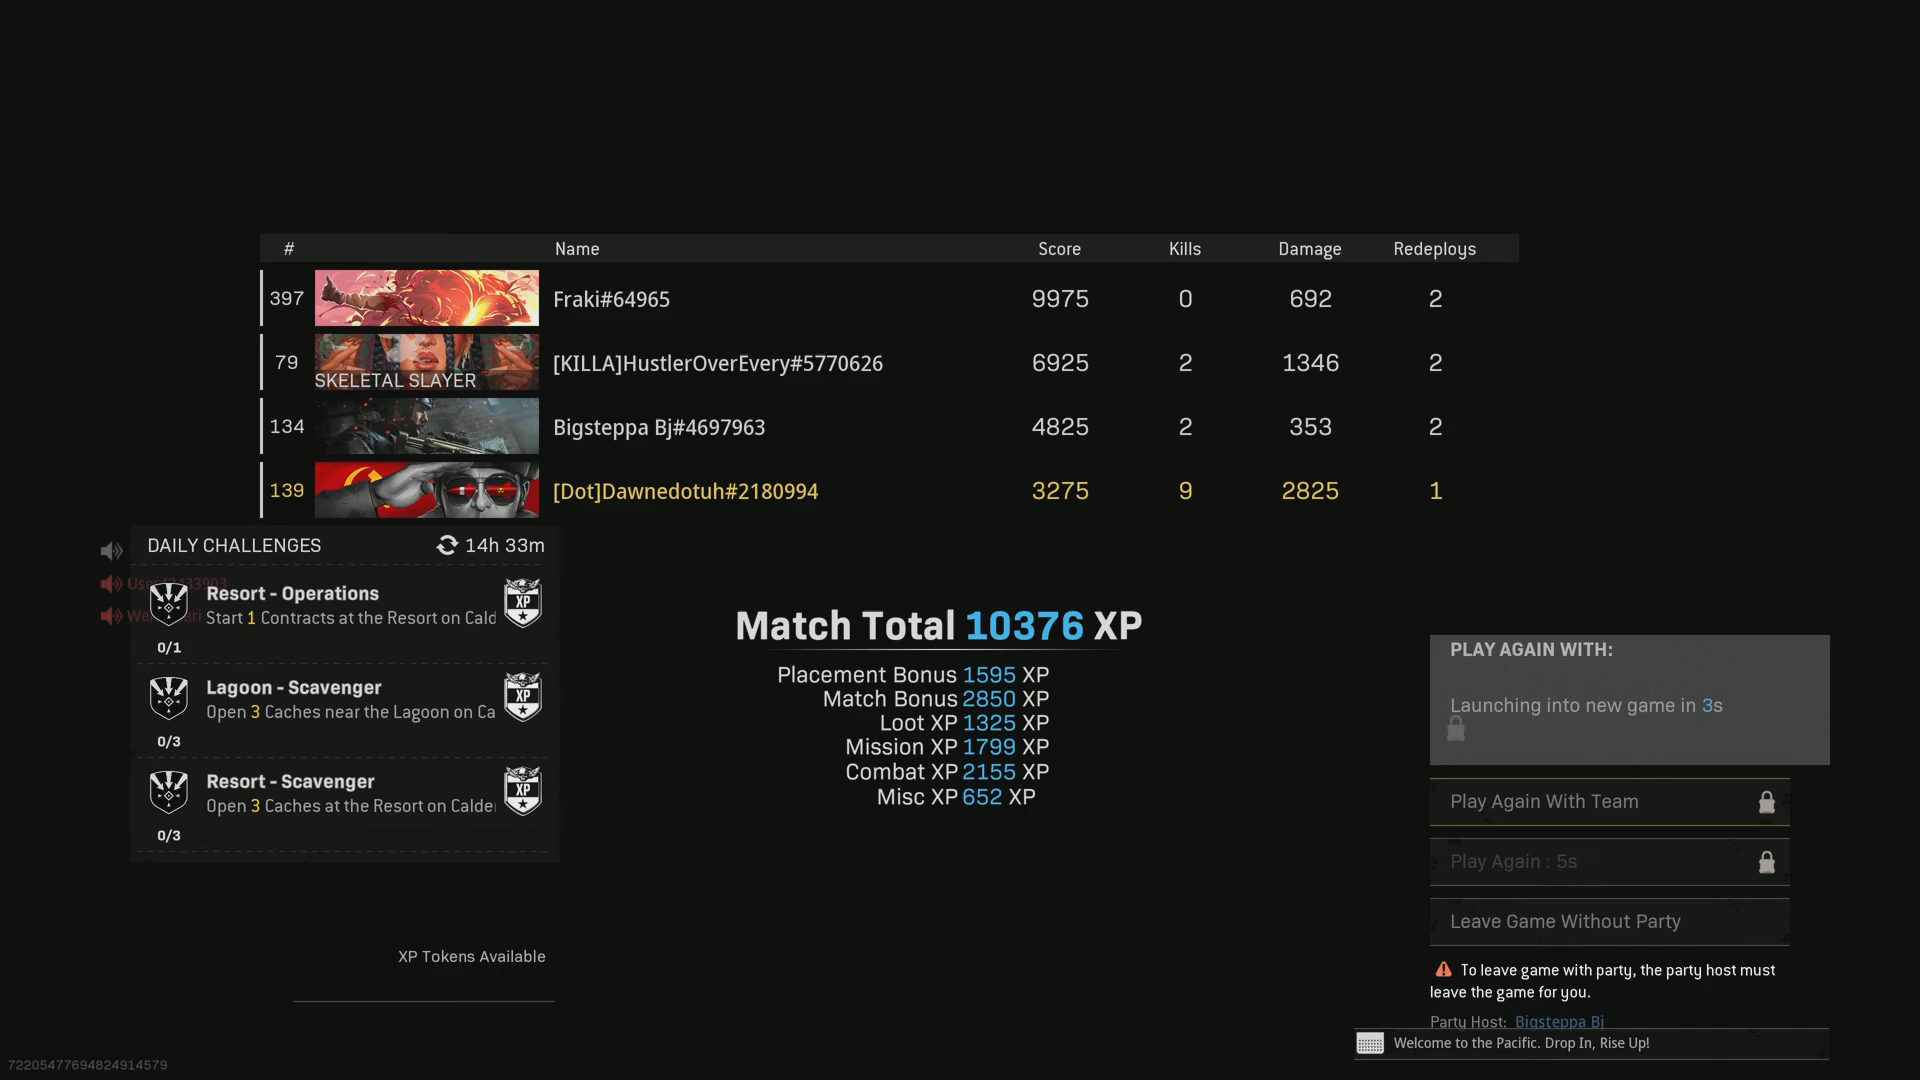 # Name Score Kills Damage Redeploys
397 Fraki#64965 9975 0 692 2
79 SKELETAL SLAYER [KILLA]HustlerOverEvery#5770626 6925 2 1346 2
134 Bigsteppa Bj#4697963 4825 2 353 2
139 [Dot]Dawnedotuh#2180994 3275 9 2825 1
DAILY CHALLENGES 14h 33m
Resort - Operations
Start 1 Contracts at the Resort on Cald
XP
0/1
Lagoon - Scavenger
Open 3 Caches near the Lagoon on Ca
XP
0/3
Resort - Scavenger
Open 3 Caches at the Resort on Calde
XP
0/3
XP Tokens Available
Match Total 10376 XP
Placement Bonus 1595 XP
Match Bonus 2850 XP
Loot XP 1325 XP
Mission XP 1799 XP
Combat XP 2155 XP
Misc XP 652 XP
PLAY AGAIN WITH:
Launching into new game in 3s
Play Again With Team
Play Again : 5s
Leave Game Without Party
To leave game with party, the party host must
leave the game for you.
Party Host: Bigsteppa Bj
Welcome to the Pacific. Drop In, Rise Up!
72205477694824914579